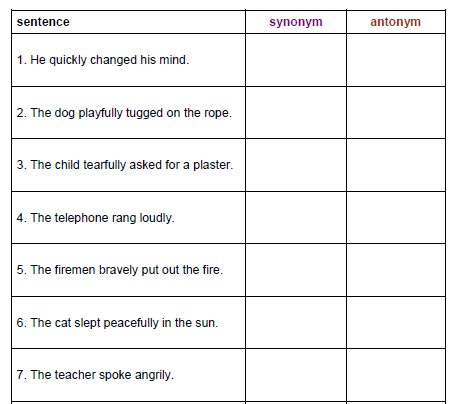 sentence synonym antonym
1. He quickly changed his mind.
2. The dog playfully tugged on the rope.
3. The child tearfully asked for a plaster.
4. The telephone rang loudly.
5. The firemen bravely put out the fire.
6. The cat slept peacefully in the sun.
7. The teacher spoke angrily.